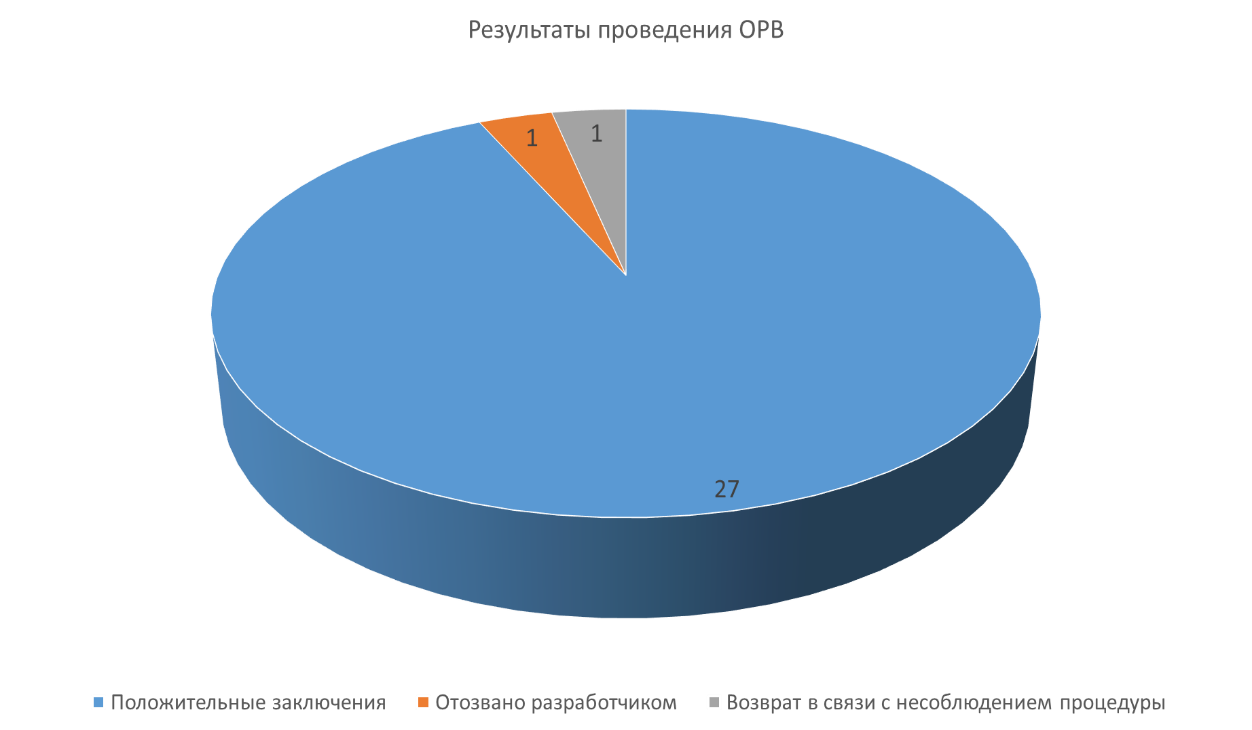 Результаты проведения ОРВ
1
1
27
Положительные заключения
Отозвано разработчиком
Возврат в связи с несоблюдением процедуры